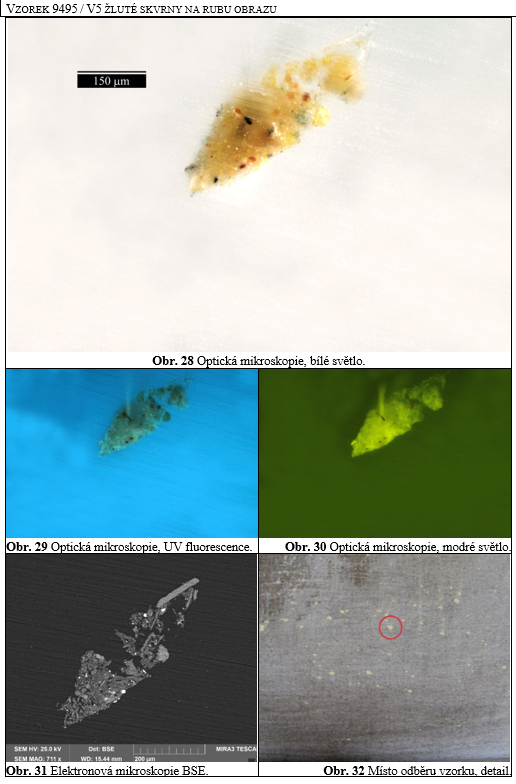 VZOREK 9495 / V5 ŽLUTÉ SKVRNY NA RUBU OBRAZU
150 µm
Obr. 28 Optická mikroskopie, bílé světlo.
Obr. 29 Optická mikroskopie, UV fluorescence.
Obr. 30 Optická mikroskopie, modré světlo.
SEM HV: 25.0 kV
Det: BSE
MIRA3 TESCA
SEM MAG: 711 x
WD: 15.44 mm
200 µm
Obr. 31 Elektronová mikroskopie BSE.
Obr. 32 Místo odběru vzorku, detail